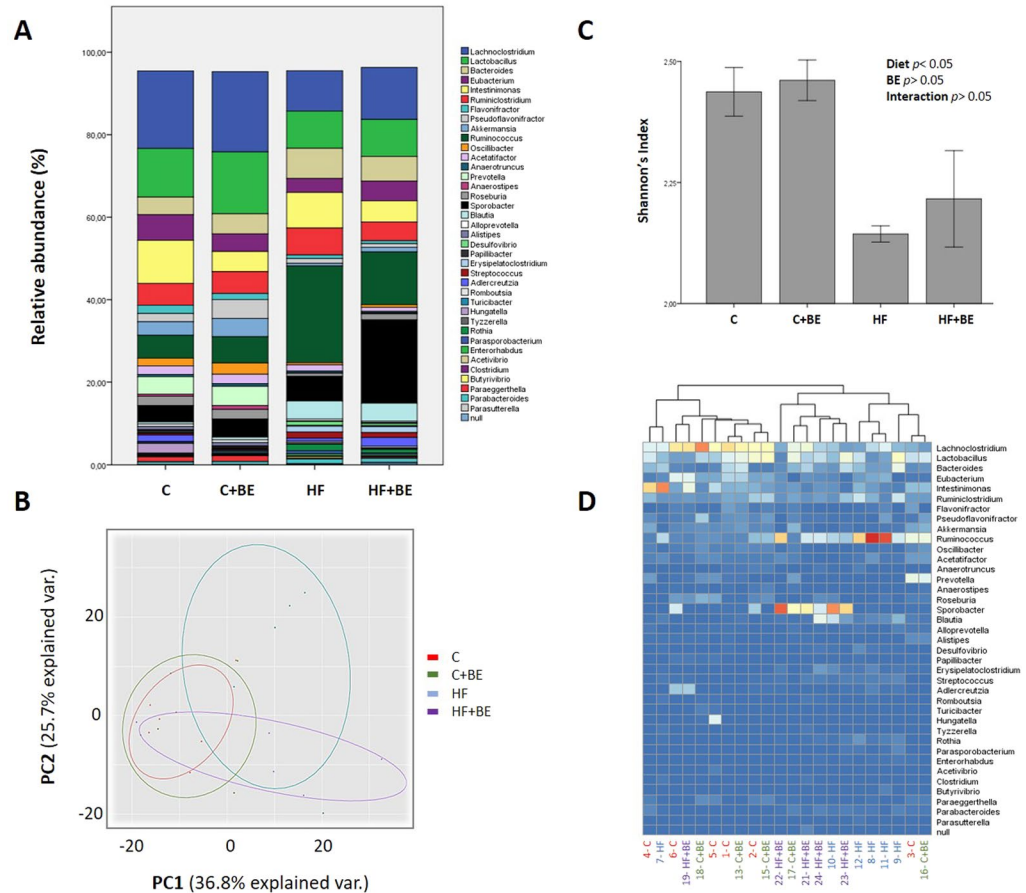 A
100,00
80,00
60,00
40,00
20,00
0,00
Relative abundance (%)
C
C+BE
HF
HF+BE
Lachnoclostridium
Lactobacillus
Bacteroides
Eubacterium
Intestinimonas
Ruminiclostridium
Flavonifractor
Pseudoflavonifractor
Akkermansia
Ruminococcus
Oscillibacter
Acetatifactor
Anaerotruncus
Prevotella
Anaerostipes
Roseburia
Sporobacter
Blautia
Alloprevotella
Alistipes
Desulfovibrio
Papillibacter
Erysipelatoclostridium
Streptococcus
Adlercreutzia
Romboutsia
Turicibacter
Hungatella
Tyzzerella
Rothia
Parasporobacterium
Enterorhabdus
Acetivibrio
Clostridium
Butyrivibrio
Paraeggerthella
Parabacteroides
Parasutterella
null
C
2,50
2,25
2,00
Shannon's Index
Diet p< 0.05
BE p> 0.05
Interaction p> 0.05
C
C+BE
HF
HF+BE
B
20
0
-20
PC2 (25.7% explained var.)
-20
0
20
PC1 (36.8% explained var.)
C
C+BE
HF
HF+BE
D
Lachnoclostridium
Lactobacillus
Bacteroides
Eubacterium
Intestinimonas
Ruminiclostridium
Flavonifractor
Pseudoflavonifractor
Akkermansia
Ruminococcus
Oscillibacter
Acetatifactor
Anaerotruncus
Prevotella
Anaerostipes
Roseburia
Sporobacter
Blautia
Alloprevotella
Alistipes
Desulfovibrio
Papillibacter
Erysipelatoclostridium
Streptococcus
Adlercreutzia
Romboutsia
Turicibacter
Hungatella
Tyzzerella
Rothia
Parasporobacterium
Enterorhabdus
Acetivibrio
Clostridium
Butyrivibrio
Paraeggerthella
Parabacteroides
Parasutterella
null
4- C
7- HF
6- C
19- HF+BE
18- C+BE
5- C
1- C
13- C+BE
2- C
15- C+BE
22- HF+BE
17- C+BE
21- HF+BE
24- HF+BE
10- HF
23- HF+BE
12- HF
8- HF
11- HF
9- HF
3- C
16- C+BE